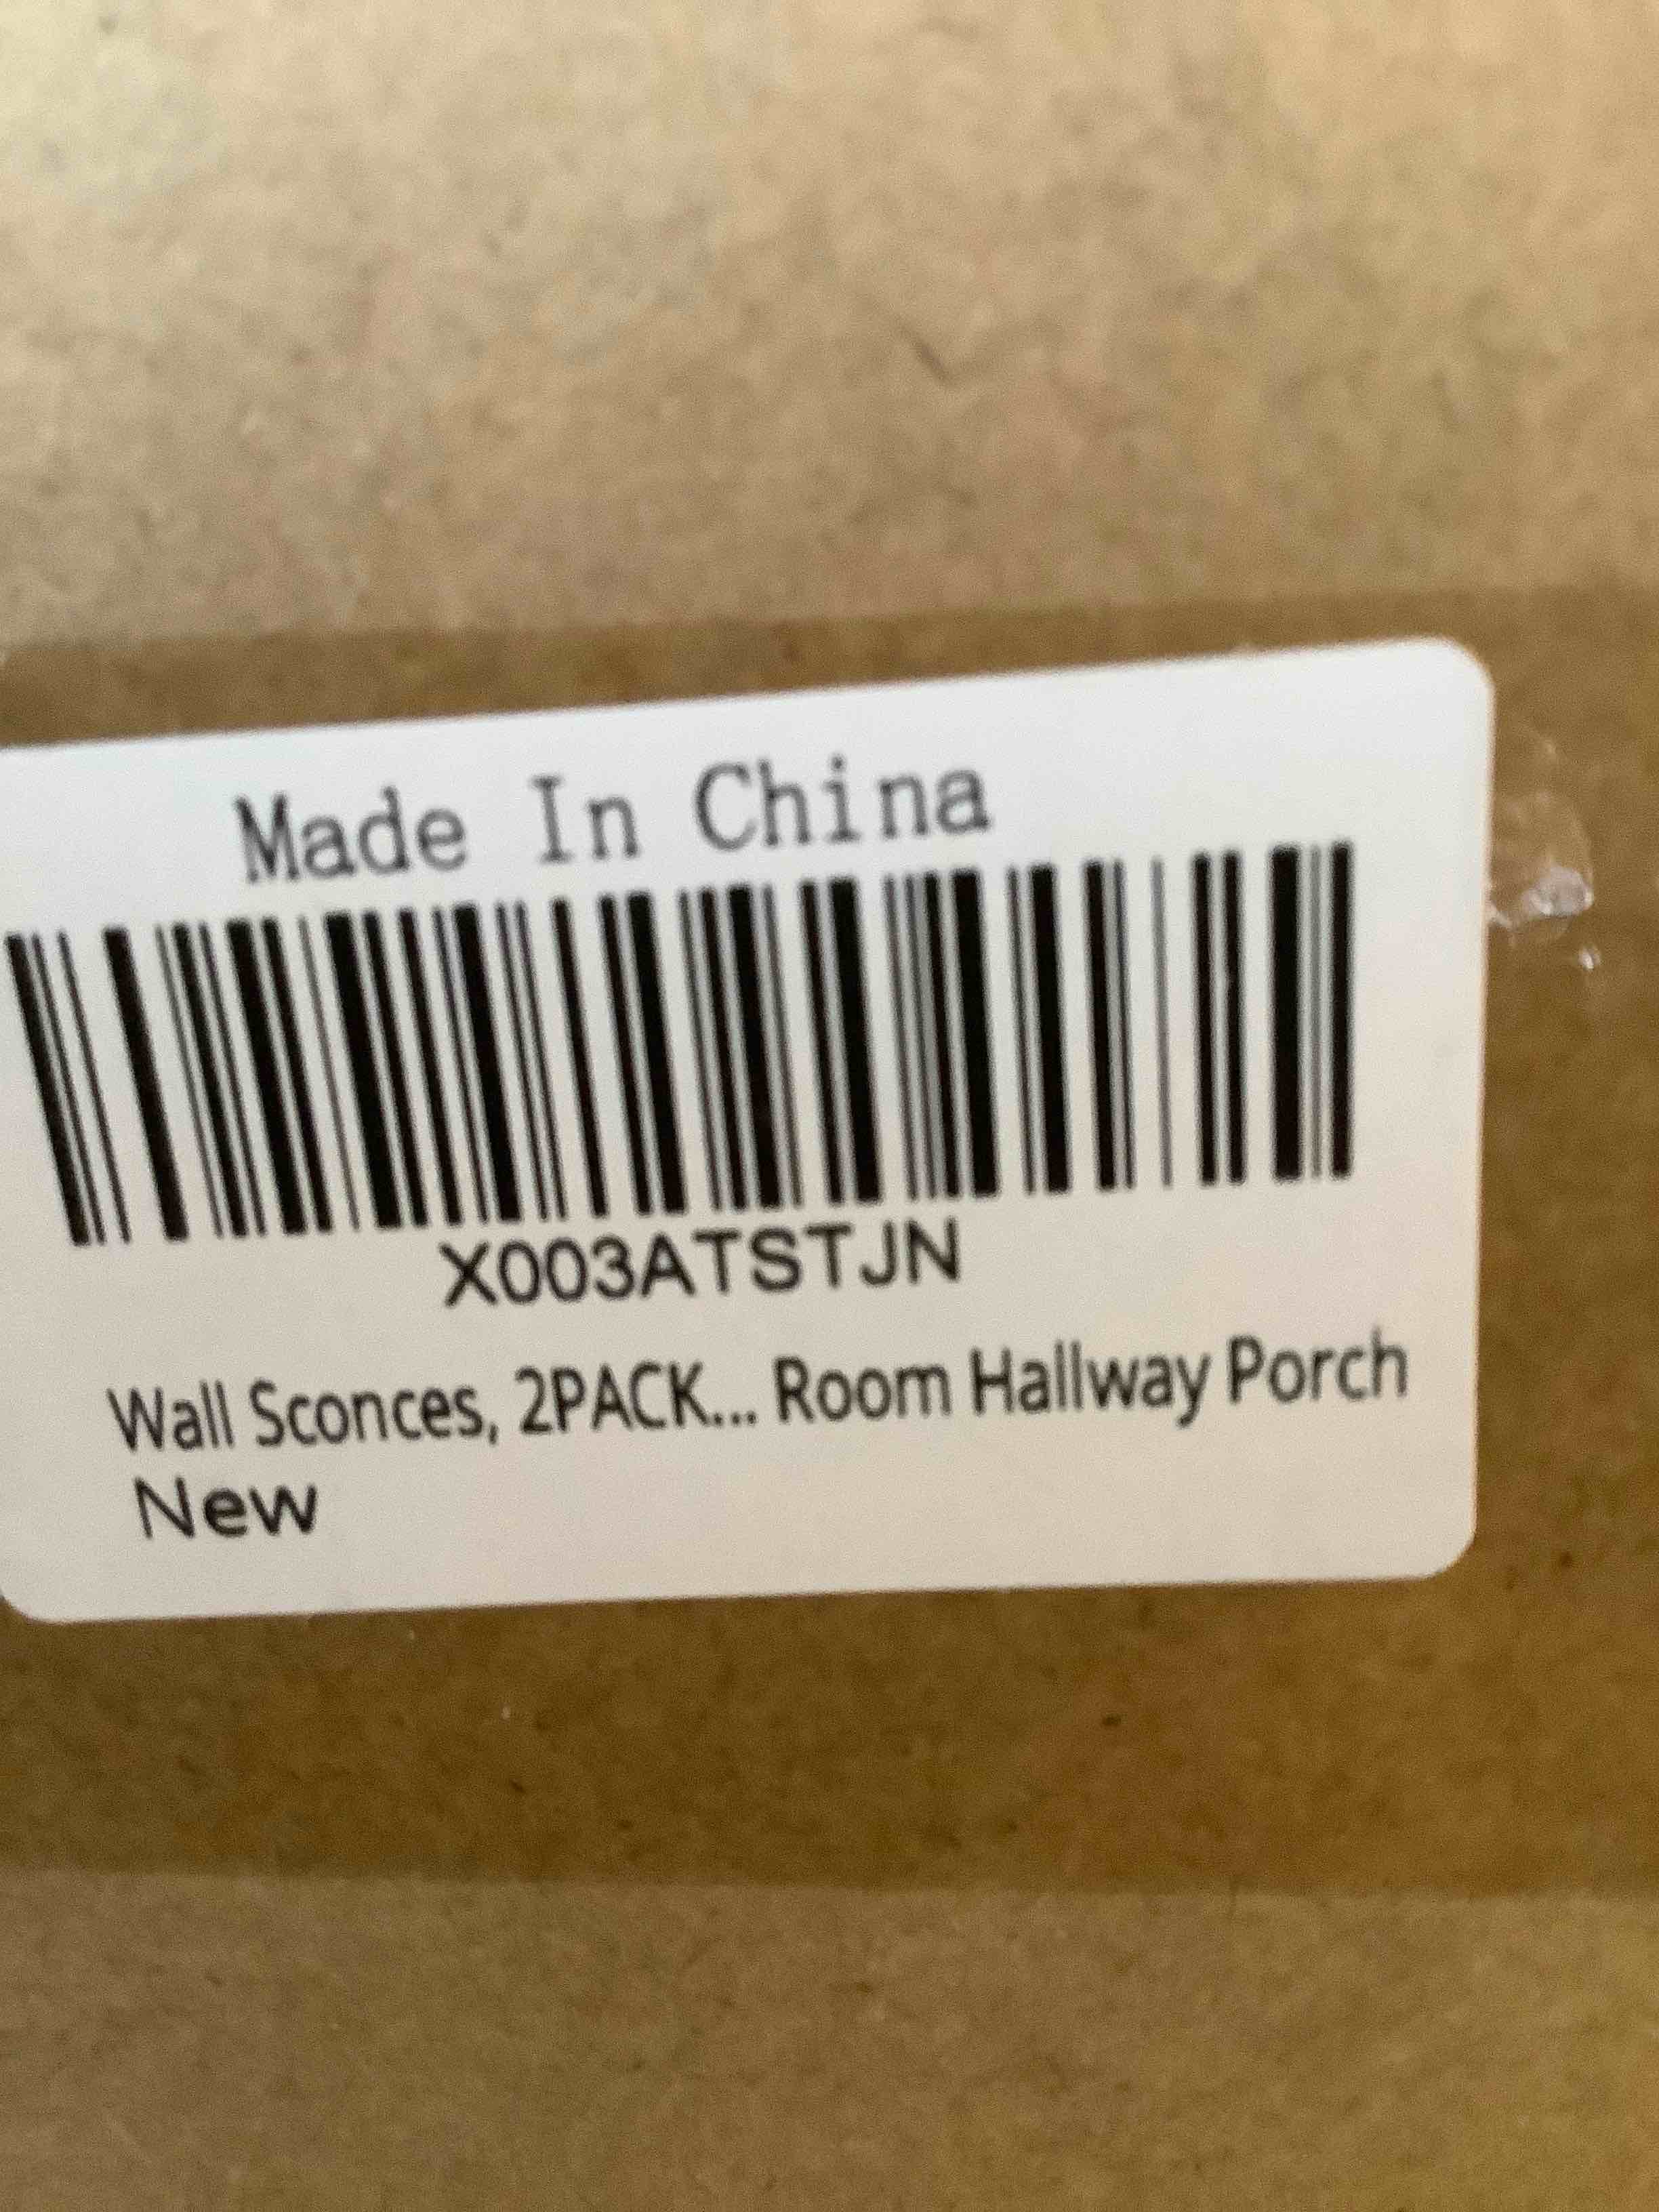 Made In China
X003ATSTJN
Wall Sconces, 2PACK... Room Hallway Porch
New